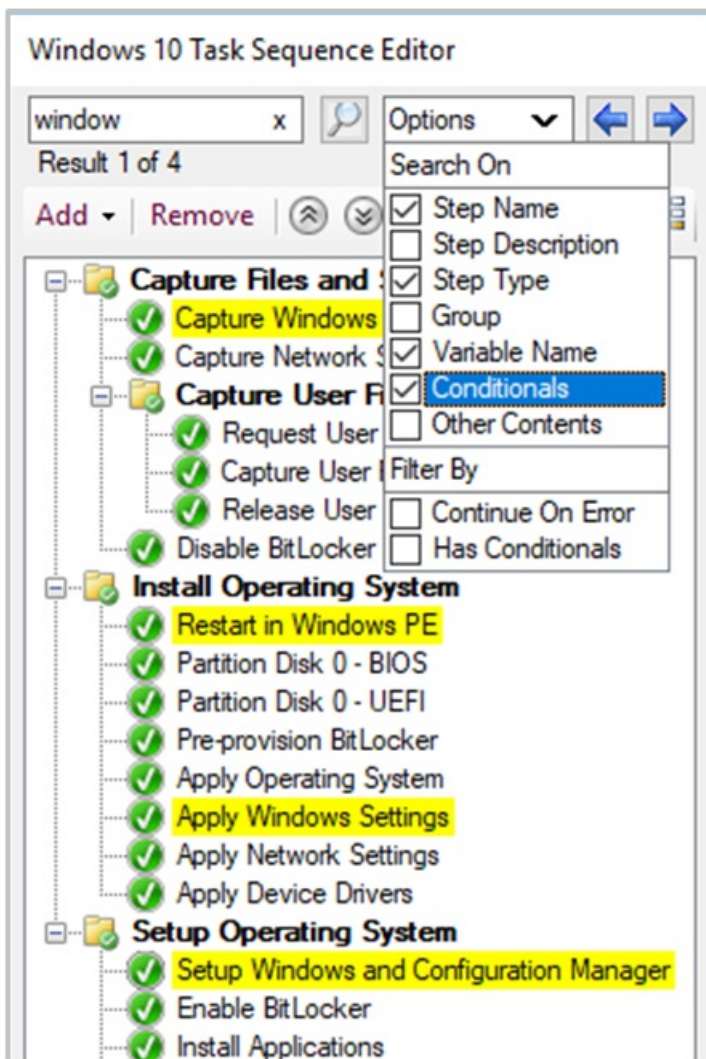 Windows 10 Task Sequence Editor
window x Options
Result 1 of 4
Search On
Add Remove
Step Name
Step Description
Step Type
Group
Variable Name
Conditionals
Other Contents
Filter By
Continue On Error
Has Conditionals
Capture Files and
Capture Windows
Capture Network
Capture User
Request User
Capture User
Release User
Disable BitLocker
Install Operating System
Restart in Windows PE
Partition Disk 0 - BIOS
Partition Disk 0 - UEFI
Pre-provision BitLocker
Apply Operating System
Apply Windows Settings
Apply Network Settings
Apply Device Drivers
Setup Operating System
Setup Windows and Configuration Manager
Enable BitLocker
Install Applications